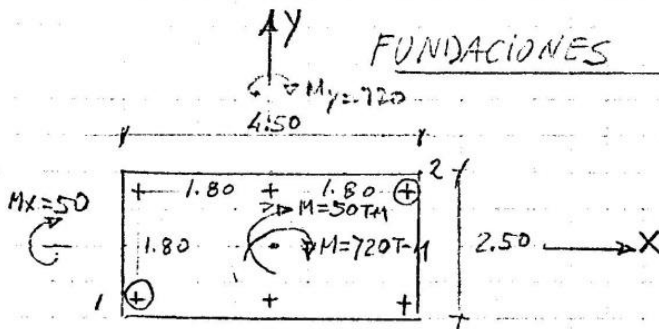 Y
FUNDACIONES
My=720
4.50
1.80 1.80 2
Mx=50
M=50TM
1.80 M=720T-M 2.50 X
1